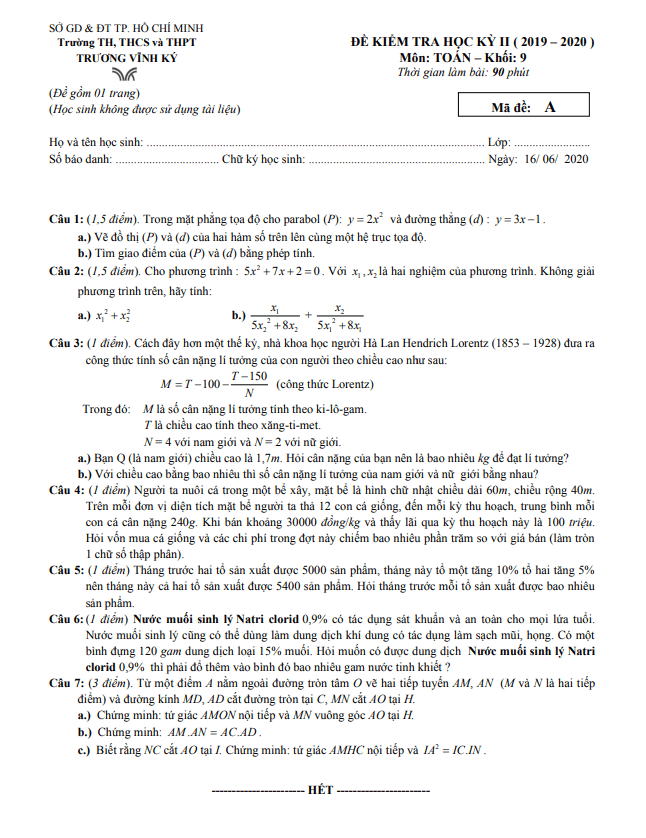 SỞ GD & ĐT TP. HỒ CHÍ MINH
Trường TH, THCS và THPT
TRƯƠNG VĨNH KÝ
(Đề gồm 01 trang)
(Học sinh không được sử dụng tài liệu)
ĐỀ KIỂM TRA HỌC KỲ II ( 2019 – 2020 )
Môn: TOÁN – Khối: 9
Thời gian làm bài: 90 phút
Mã đề: A
Họ và tên học sinh: ........................................ Lớp: ..........................
Số báo danh: .................................. Chữ ký học sinh: ........................................ Ngày: 16/ 06/ 2020
Câu 1: (1,5 điểm). Trong mặt phẳng tọa độ cho parabol (P): y = 2x² và đường thẳng (d) : y = 3x – 1.
a.) Vẽ đồ thị (P) và (d) của hai hàm số trên lên cùng một hệ trục tọa độ.
b.) Tìm giao điểm của (P) và (d) bằng phép tính.
Câu 2: (1,5 điểm). Cho phương trình : 5x² + 7x + 2 = 0. Với x₁, x₂ là hai nghiệm của phương trình. Không giải
phương trình trên, hãy tính:
a.) x₁² + x₂² b.) x₁/(5x₂² + 8x₂) + x₂/(5x₁² + 8x₁)
Câu 3: (1 điểm). Cách đây hơn một thế kỷ, nhà khoa học người Hà Lan Hendrich Lorentz (1853 – 1928) đưa ra
công thức tính số cân nặng lí tưởng của con người theo chiều cao như sau:
M = T – 100 – (T – 150)/N (công thức Lorentz)
Trong đó: M là số cân nặng lí tưởng tính theo ki-lô-gam.
T là chiều cao tính theo xăng-ti-met.
N = 4 với nam giới và N = 2 với nữ giới.
a.) Bạn Q (là nam giới) chiều cao là 1,7m. Hỏi cân nặng của bạn nên là bao nhiêu kg để đạt lí tưởng?
b.) Với chiều cao bằng bao nhiêu thì số cân nặng lí tưởng của nam giới và nữ giới bằng nhau?
Câu 4: (1 điểm) Người ta nuôi cá trong một bể xây, mặt bể là hình chữ nhật chiều dài 60m, chiều rộng 40m.
Trên mỗi đơn vị diện tích mặt bể người ta thả 12 con cá giống, đến mỗi kỳ thu hoạch, trung bình mỗi
con cá cân nặng 240g. Khi bán khoảng 30000 đồng/kg và thấy lãi qua kỳ thu hoạch này là 100 triệu.
Hỏi vốn mua cá giống và các chi phí trong đợt này chiếm bao nhiêu phần trăm so với giá bán (làm tròn
1 chữ số thập phân).
Câu 5: (1 điểm) Tháng trước hai tổ sản xuất được 5000 sản phẩm, tháng này tổ một tăng 10% tổ hai tăng 5%
nên tháng này cả hai tổ sản xuất được 5400 sản phẩm. Hỏi tháng trước mỗi tổ sản xuất được bao nhiêu
sản phẩm.
Câu 6: (1 điểm) Nước muối sinh lý Natri clorid 0,9% có tác dụng sát khuẩn và an toàn cho mọi lứa tuổi.
Nước muối sinh lý cũng có thể dùng làm dung dịch khí dung có tác dụng làm sạch mũi, họng. Có một
bình đựng 120 gam dung dịch loại 15% muối. Hỏi muốn có được dung dịch Nước muối sinh lý Natri
clorid 0,9% thì phải đổ thêm vào bình đó bao nhiêu gam nước tinh khiết ?
Câu 7: (3 điểm). Từ một điểm A nằm ngoài đường tròn tâm O vẽ hai tiếp tuyến AM, AN (M và N là hai tiếp
điểm) và đường kính MD, AD cắt đường tròn tại C, MN cắt AO tại H.
a.) Chứng minh: tứ giác AMON nội tiếp và MN vuông góc AO tại H.
b.) Chứng minh: AM.AN = AC.AD.
c.) Biết rằng NC cắt AO tại I. Chứng minh: tứ giác AMHC nội tiếp và IA² = IC.IN.
----------------------- HẾT -----------------------